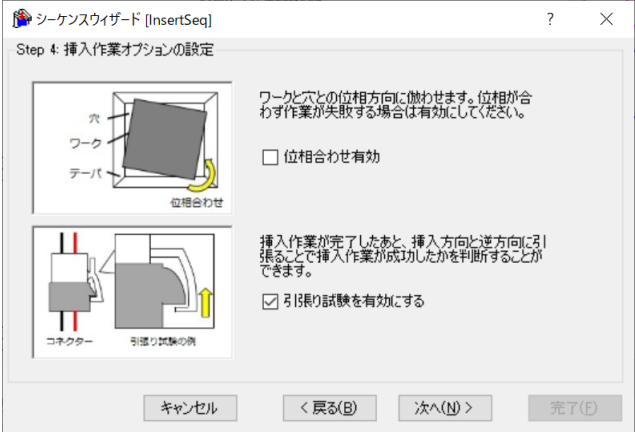 シーケンスウィザード [InsertSeq]
Step 4: 挿入作業オプションの設定
穴
ワーク
テーパ
位相合わせ
ワークと穴との位相方向に倣わせます。位相が合
わず作業が失敗する場合は有効にしてください。
位相合わせ有効
コネクター
引張り試験の例
挿入作業が完了したあと、挿入方向と逆方向に引
張ることで挿入作業が成功したかを判断することが
できます。
引張り試験を有効にする
キャンセル
< 戻る(B)
次へ(N) >
完了(F)